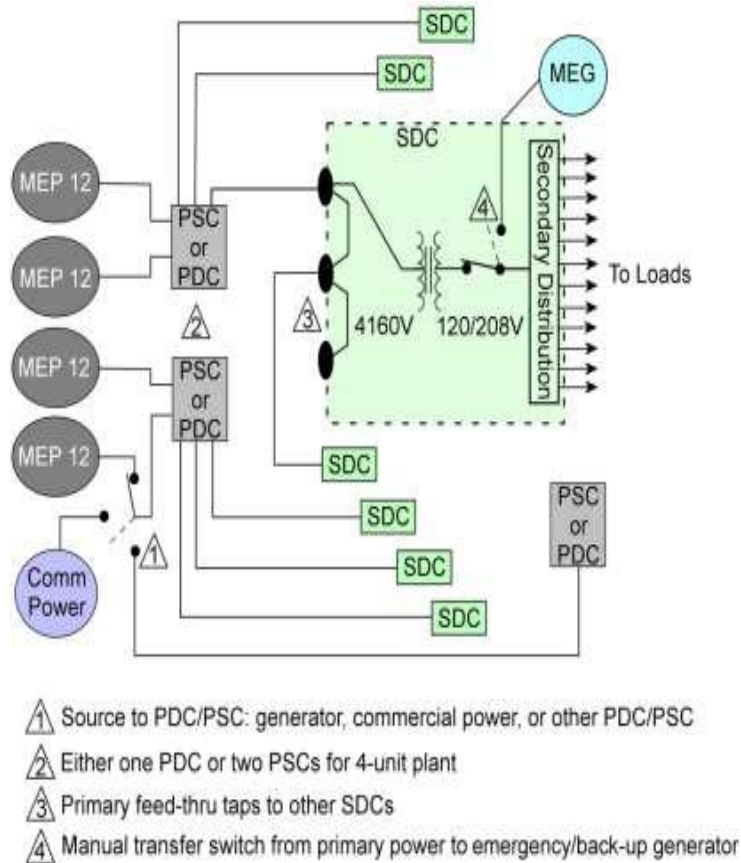 SDC
SDC
MEG
SDC
MEP 12
PSC
or
PDC
4
Secondary Distribution
MEP 12
To Loads
2
3
4160V
120/208V
MEP 12
PSC
or
PDC
MEP 12
SDC
PSC
or
PDC
SDC
1
Comm
Power
SDC
SDC
1 Source to PDC/PSC: generator, commercial power, or other PDC/PSC
2 Either one PDC or two PSCs for 4-unit plant
3 Primary feed-thru taps to other SDCs
4 Manual transfer switch from primary power to emergency/back-up generator